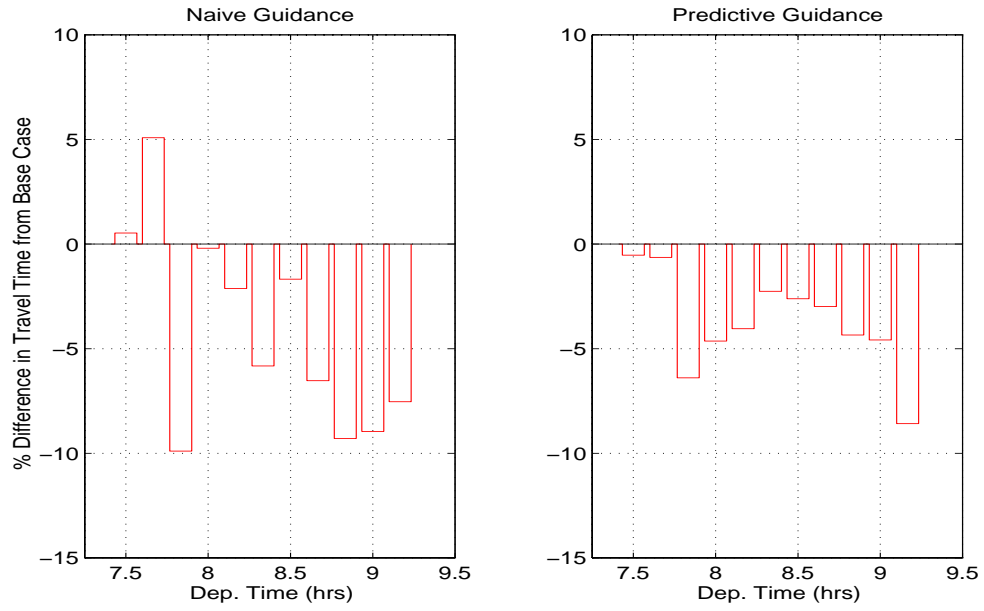 Naive Guidance
% Difference in Travel Time from Base Case
10
5
0
−5
−10
−15
7.5 8 8.5 9 9.5
Dep. Time (hrs)
Predictive Guidance
10
5
0
−5
−10
−15
7.5 8 8.5 9 9.5
Dep. Time (hrs)